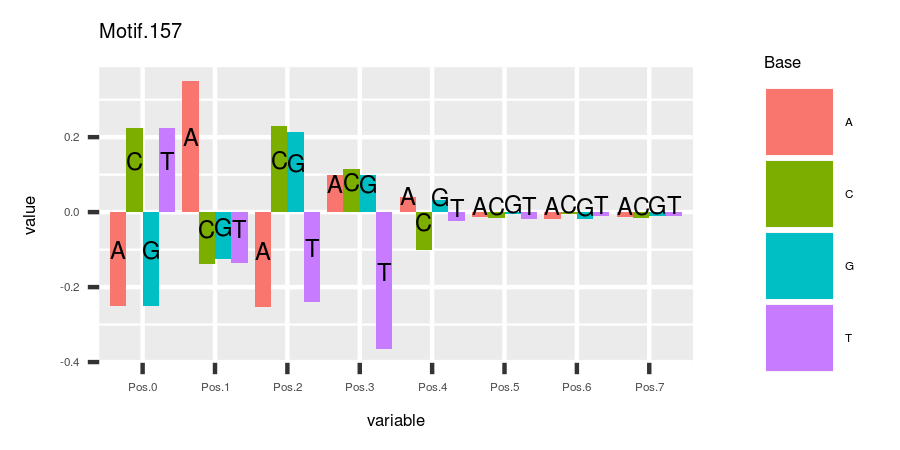 Motif.157
Base
A
C
G
T
value
0.2
0.0
-0.2
-0.4
A C G T
A C G T
A C G T
A C G T
A C G T
A C G T
A C G T
A C G T
Pos.0 Pos.1 Pos.2 Pos.3 Pos.4 Pos.5 Pos.6 Pos.7
variable